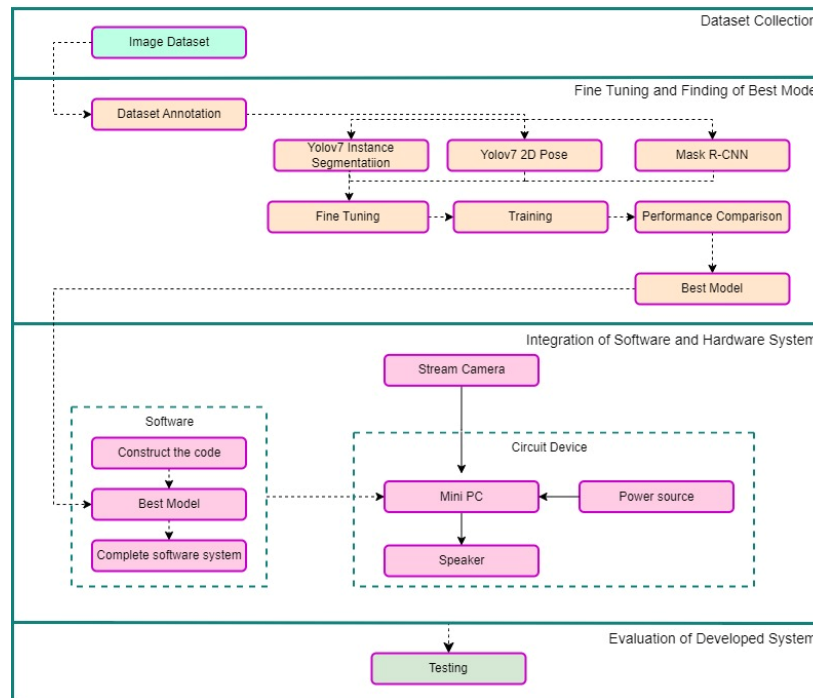 Dataset Collection
Image Dataset
Fine Tuning and Finding of Best Mode
Dataset Annotation
Yolov7 Instance
Segmentatiion
Yolov7 2D Pose
Mask R-CNN
Fine Tuning
Training
Performance Comparison
Best Model
Integration of Software and Hardware System
Stream Camera
Software
Construct the code
Best Model
Complete software system
Circuit Device
Mini PC
Power source
Speaker
Evaluation of Developed System
Testing